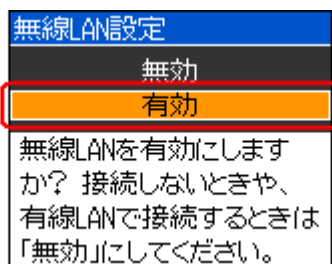 無線LAN設定
無効
有効
無線LANを有効にします
か? 接続しないときや、
有線LANで接続するときは
「無効」にしてください。